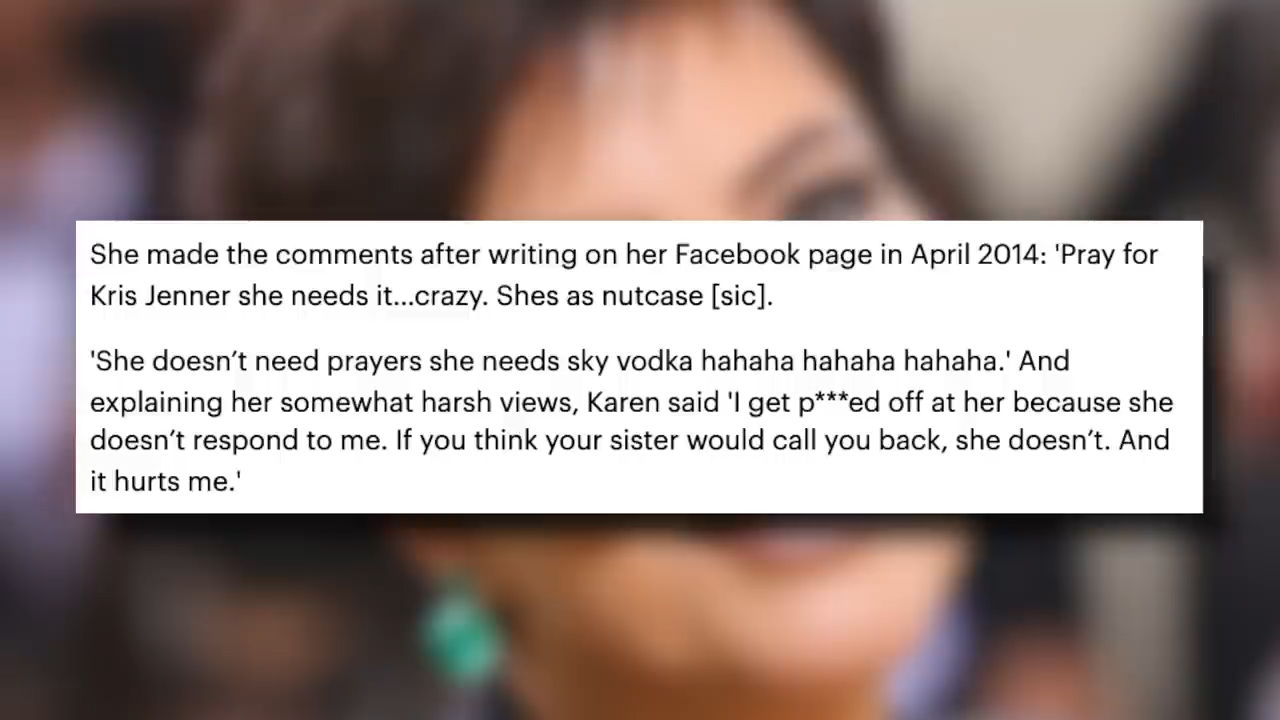 She made the comments after writing on her Facebook page in April 2014: 'Pray for
Kris Jenner she needs it...crazy. Shes as nutcase [sic].
'She doesn’t need prayers she needs sky vodka hahaha hahaha hahaha.' And
explaining her somewhat harsh views, Karen said 'I get p***ed off at her because she
doesn’t respond to me. If you think your sister would call you back, she doesn’t. And
it hurts me.'